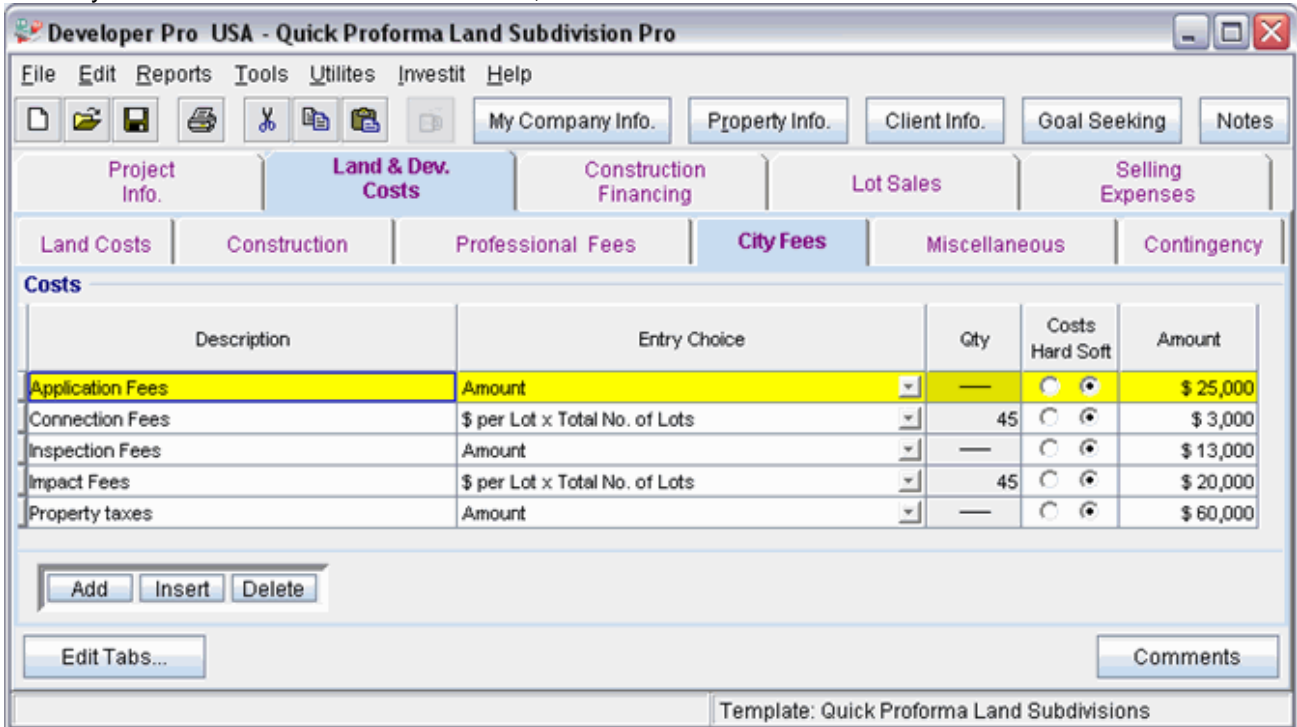 Developer Pro USA - Quick Proforma Land Subdivision Pro
File Edit Reports Tools Utilites Investit Help
My Company Info. Property Info. Client Info. Goal Seeking Notes
Project Info. Land & Dev. Costs Construction Financing Lot Sales Selling Expenses
Land Costs Construction Professional Fees City Fees Miscellaneous Contingency
Costs
Description Entry Choice Qty Costs Hard Soft Amount
Application Fees Amount — $ 25,000
Connection Fees $ per Lot x Total No. of Lots 45 $ 3,000
Inspection Fees Amount — $ 13,000
Impact Fees $ per Lot x Total No. of Lots 45 $ 20,000
Property taxes Amount — $ 60,000
Add Insert Delete
Edit Tabs... Comments
Template: Quick Proforma Land Subdivisions